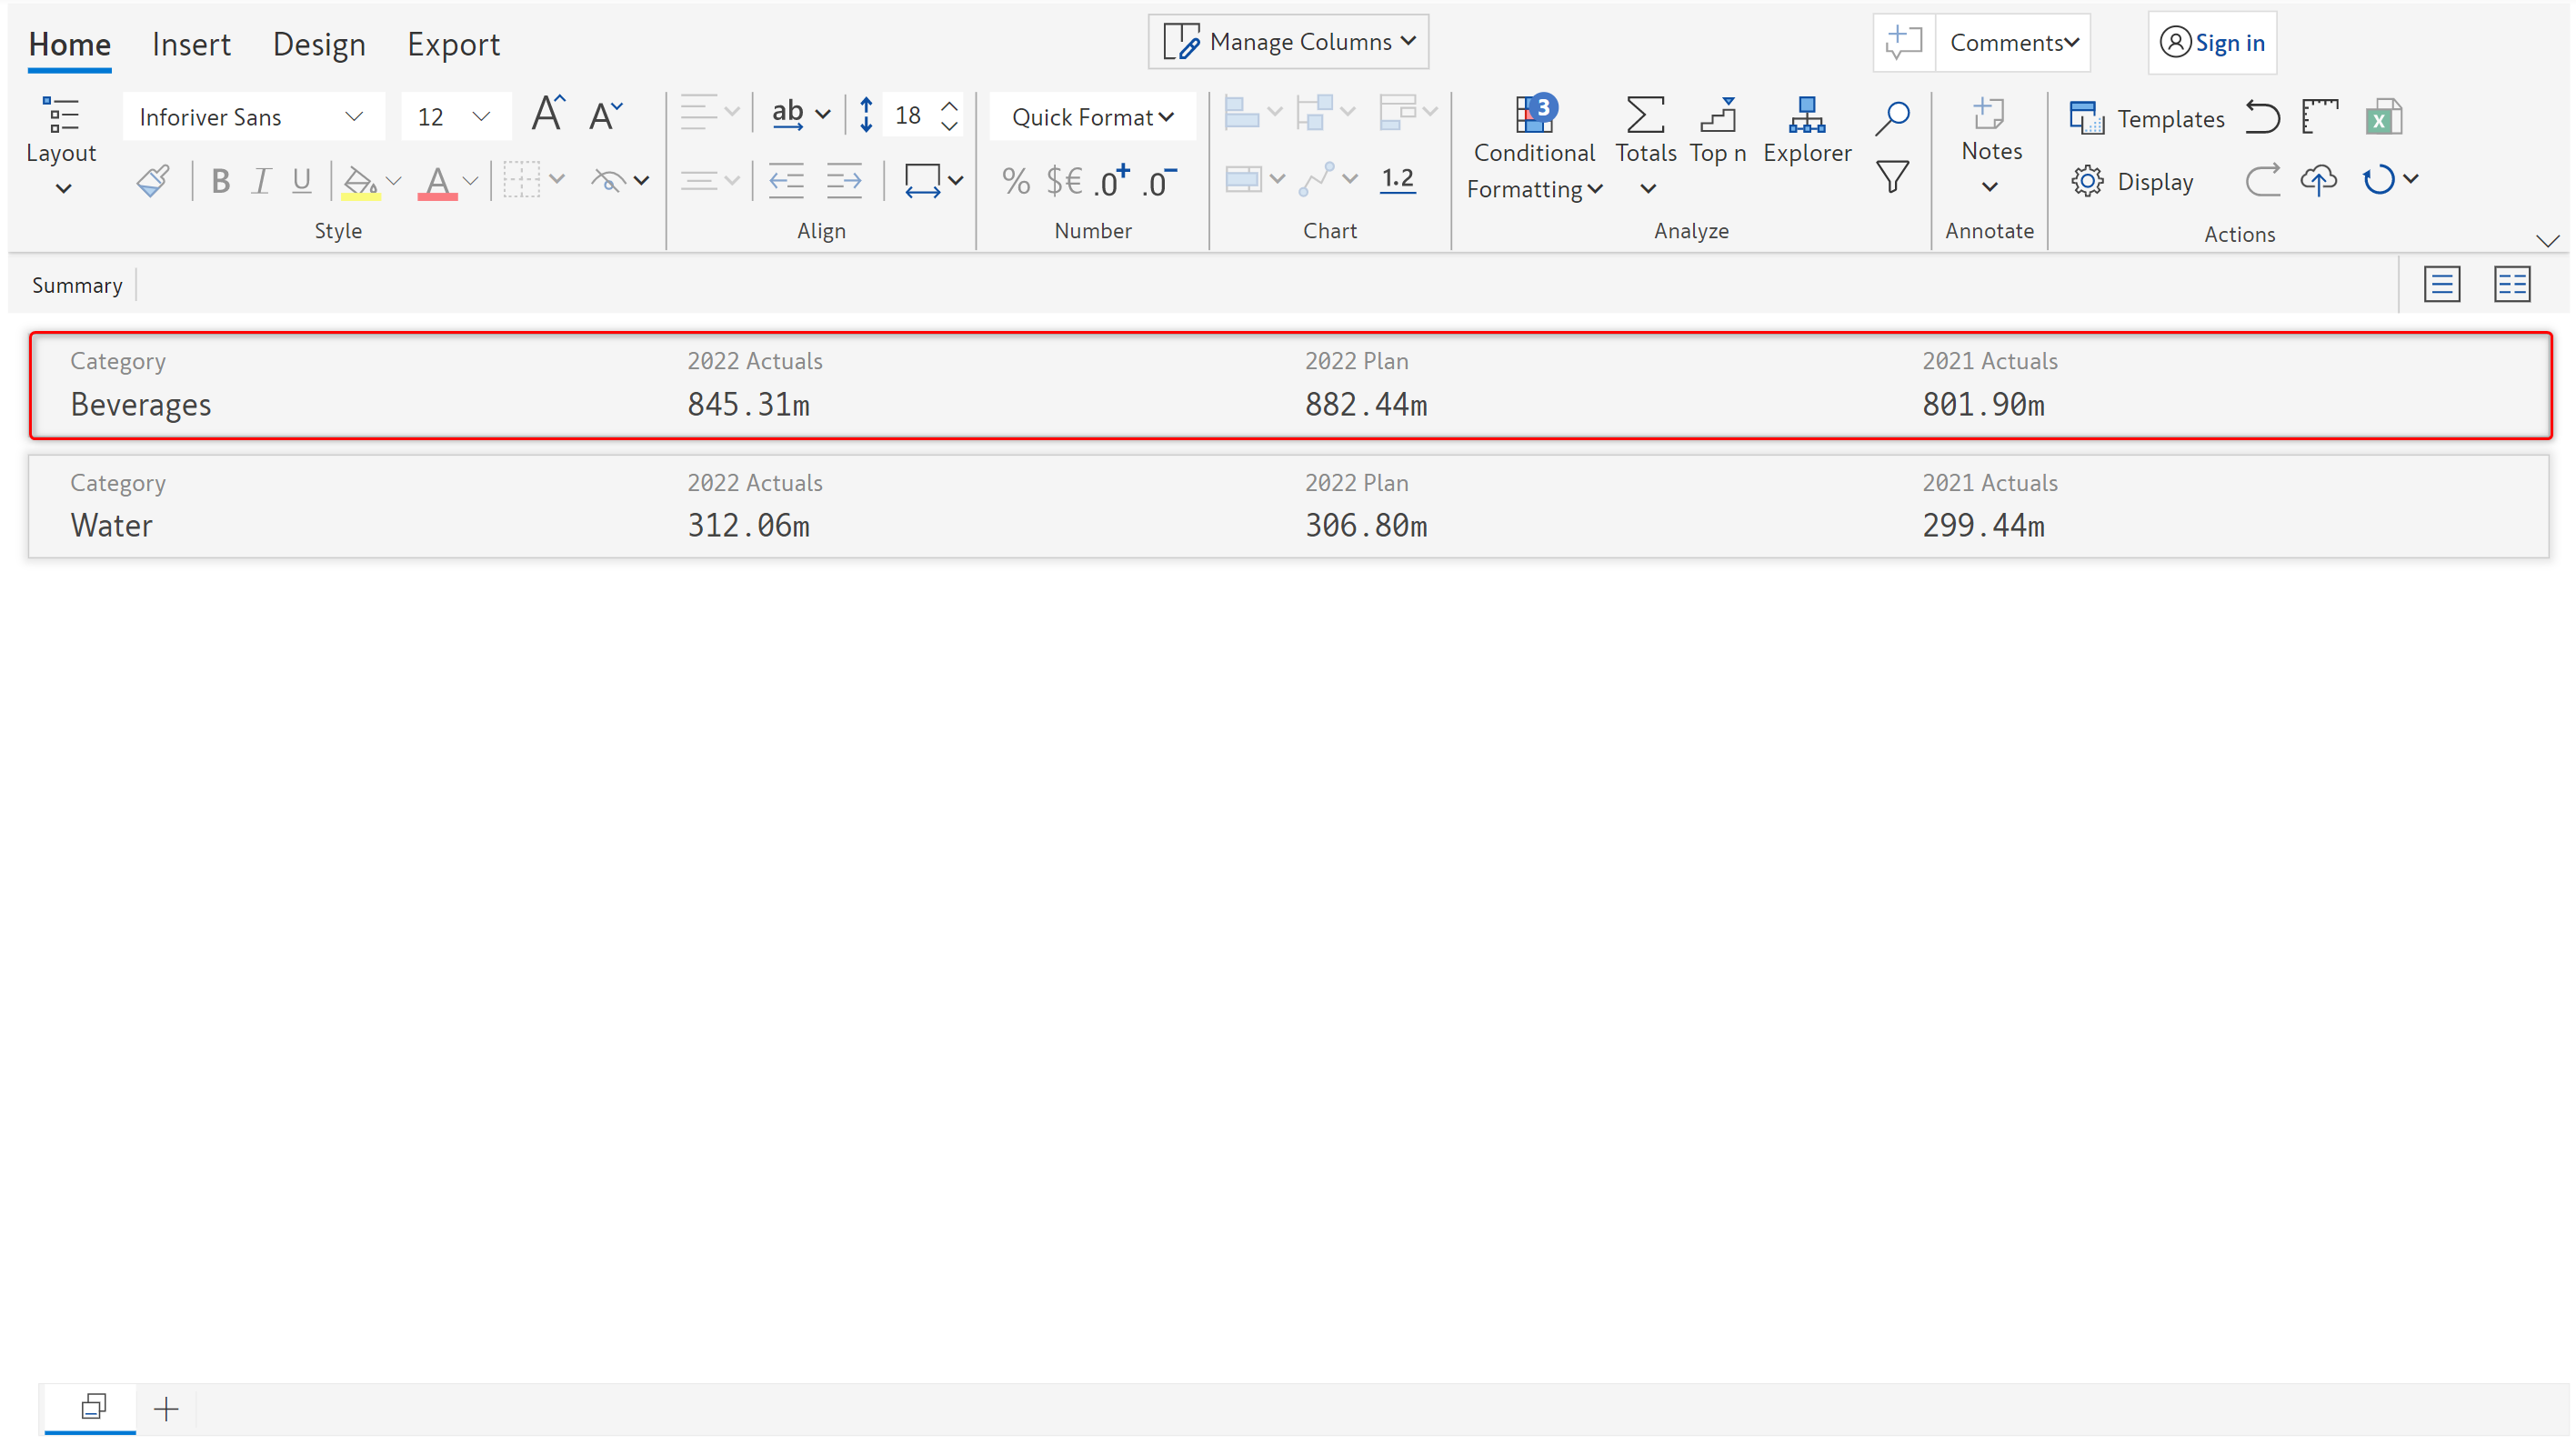 Home Insert Design Export Manage Columns Comments Sign in
Layout Inforiver Sans 12 A A ab 18 Quick Format 3 Conditional Formatting Totals Top n Explorer Notes Templates X
B I U A % $€ .0+ .0- 1.2 Display
Style Align Number Chart Analyze Annotate Actions
Summary
Category 2022 Actuals 2022 Plan 2021 Actuals
Beverages 845.31m 882.44m 801.90m
Category 2022 Actuals 2022 Plan 2021 Actuals
Water 312.06m 306.80m 299.44m